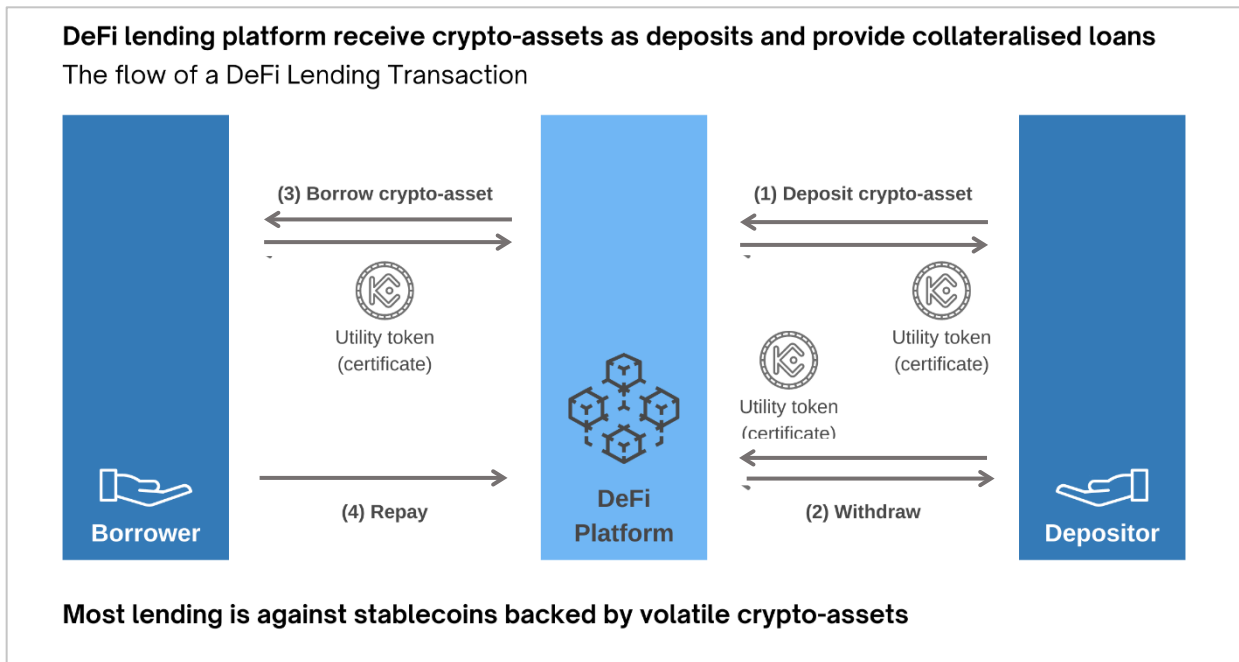 DeFi lending platform receive crypto-assets as deposits and provide collateralised loans
The flow of a DeFi Lending Transaction
(3) Borrow crypto-asset
(1) Deposit crypto-asset
Utility token
(certificate)
Utility token
(certificate)
Utility token
(certificate)
Borrower
(4) Repay
DeFi
Platform
(2) Withdraw
Depositor
Most lending is against stablecoins backed by volatile crypto-assets